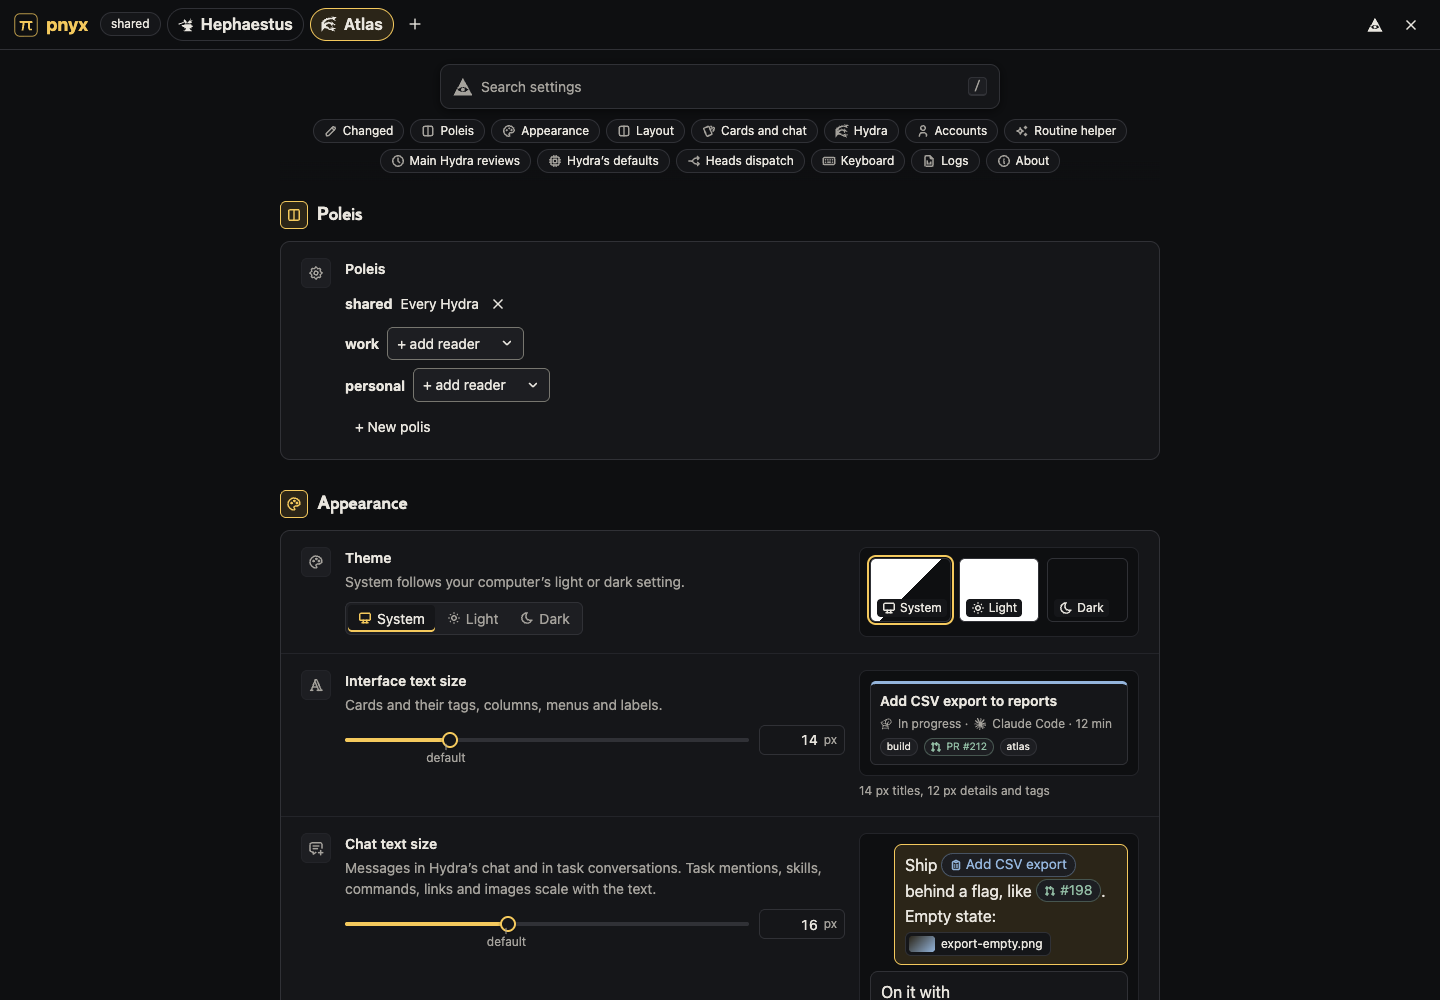 π pnyx shared Hephaestus Atlas +
Search settings /
Changed Poleis Appearance Layout Cards and chat Hydra Accounts Routine helper
Main Hydra reviews Hydra’s defaults Heads dispatch Keyboard Logs About
Poleis
Poleis
shared Every Hydra
work + add reader
personal + add reader
+ New polis
Appearance
Theme
System follows your computer’s light or dark setting.
System Light Dark
System Light Dark
Interface text size
Cards and their tags, columns, menus and labels.
14 px
default
Add CSV export to reports
In progress · Claude Code · 12 min
build PR #212 atlas
14 px titles, 12 px details and tags
Chat text size
Messages in Hydra’s chat and in task conversations. Task mentions, skills,
commands, links and images scale with the text.
16 px
default
Ship Add CSV export
behind a flag, like #198.
Empty state:
export-empty.png
On it with